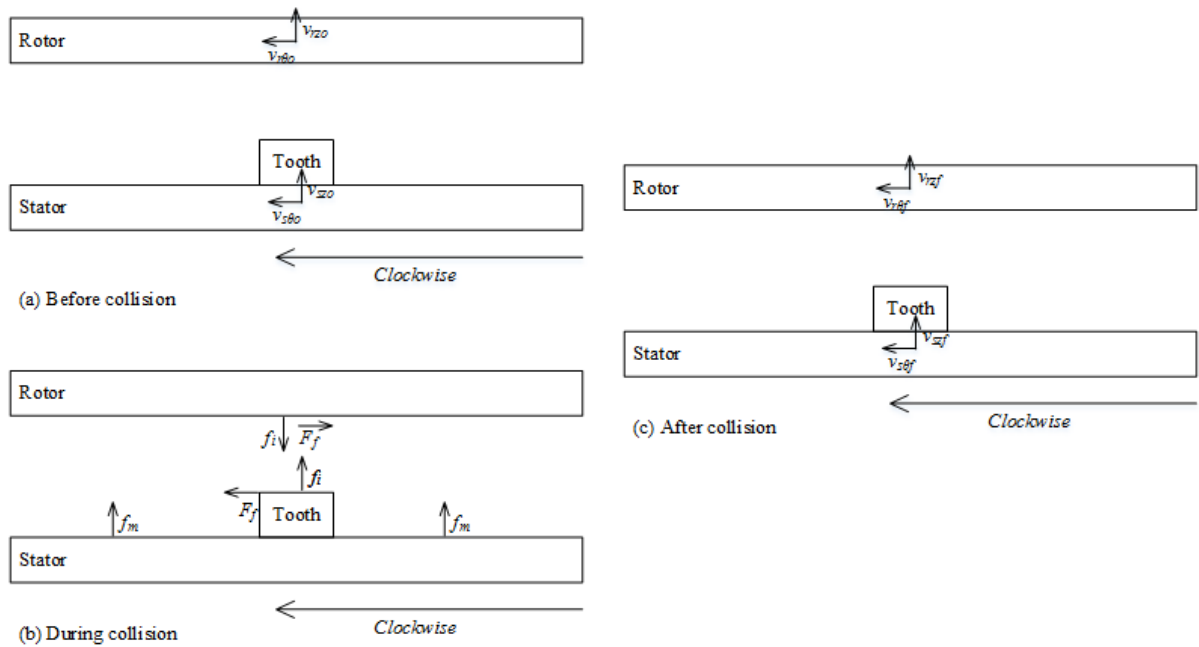 Rotor
v_rzo
v_rθo
Tooth
v_szo
Stator
v_sθo
Clockwise
(a) Before collision
Rotor
f_i
F_f
f_i
F_f
Tooth
f_m
f_m
Stator
Clockwise
(b) During collision
Rotor
v_rzf
v_rθf
Tooth
v_szf
Stator
v_sθf
Clockwise
(c) After collision